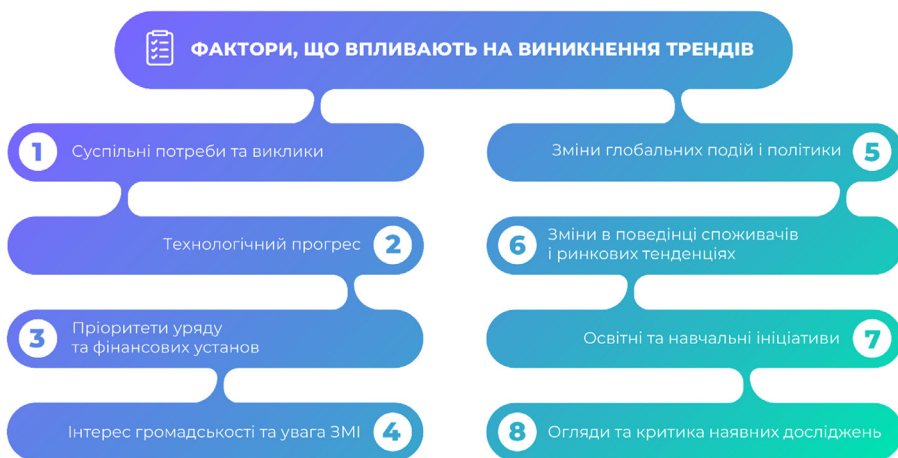 ФАКТОРИ, ЩО ВПЛИВАЮТЬ НА ВИНИКНЕННЯ ТРЕНДІВ
1 Суспільні потреби та виклики
Технологічний прогрес 2
3 Пріоритети уряду
та фінансових установ
Інтерес громадськості та увага ЗМІ 4
Зміни глобальних подій і політики 5
6 Зміни в поведінці споживачів
і ринкових тенденціях
Освітні та навчальні ініціативи 7
8 Огляди та критика наявних досліджень